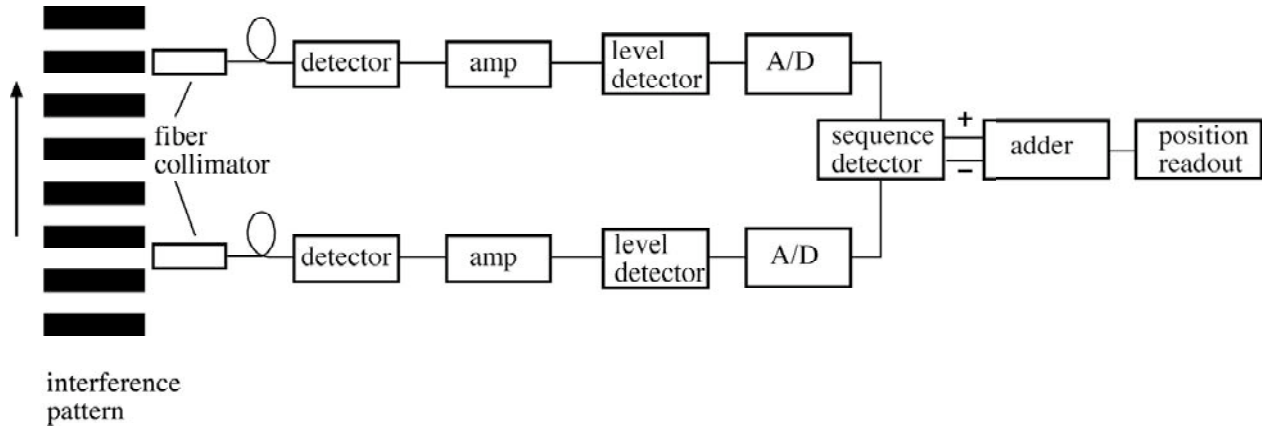 detector
amp
level
detector
A/D
fiber
collimator
sequence
detector
+
−
adder
position
readout
detector
amp
level
detector
A/D
interference
pattern